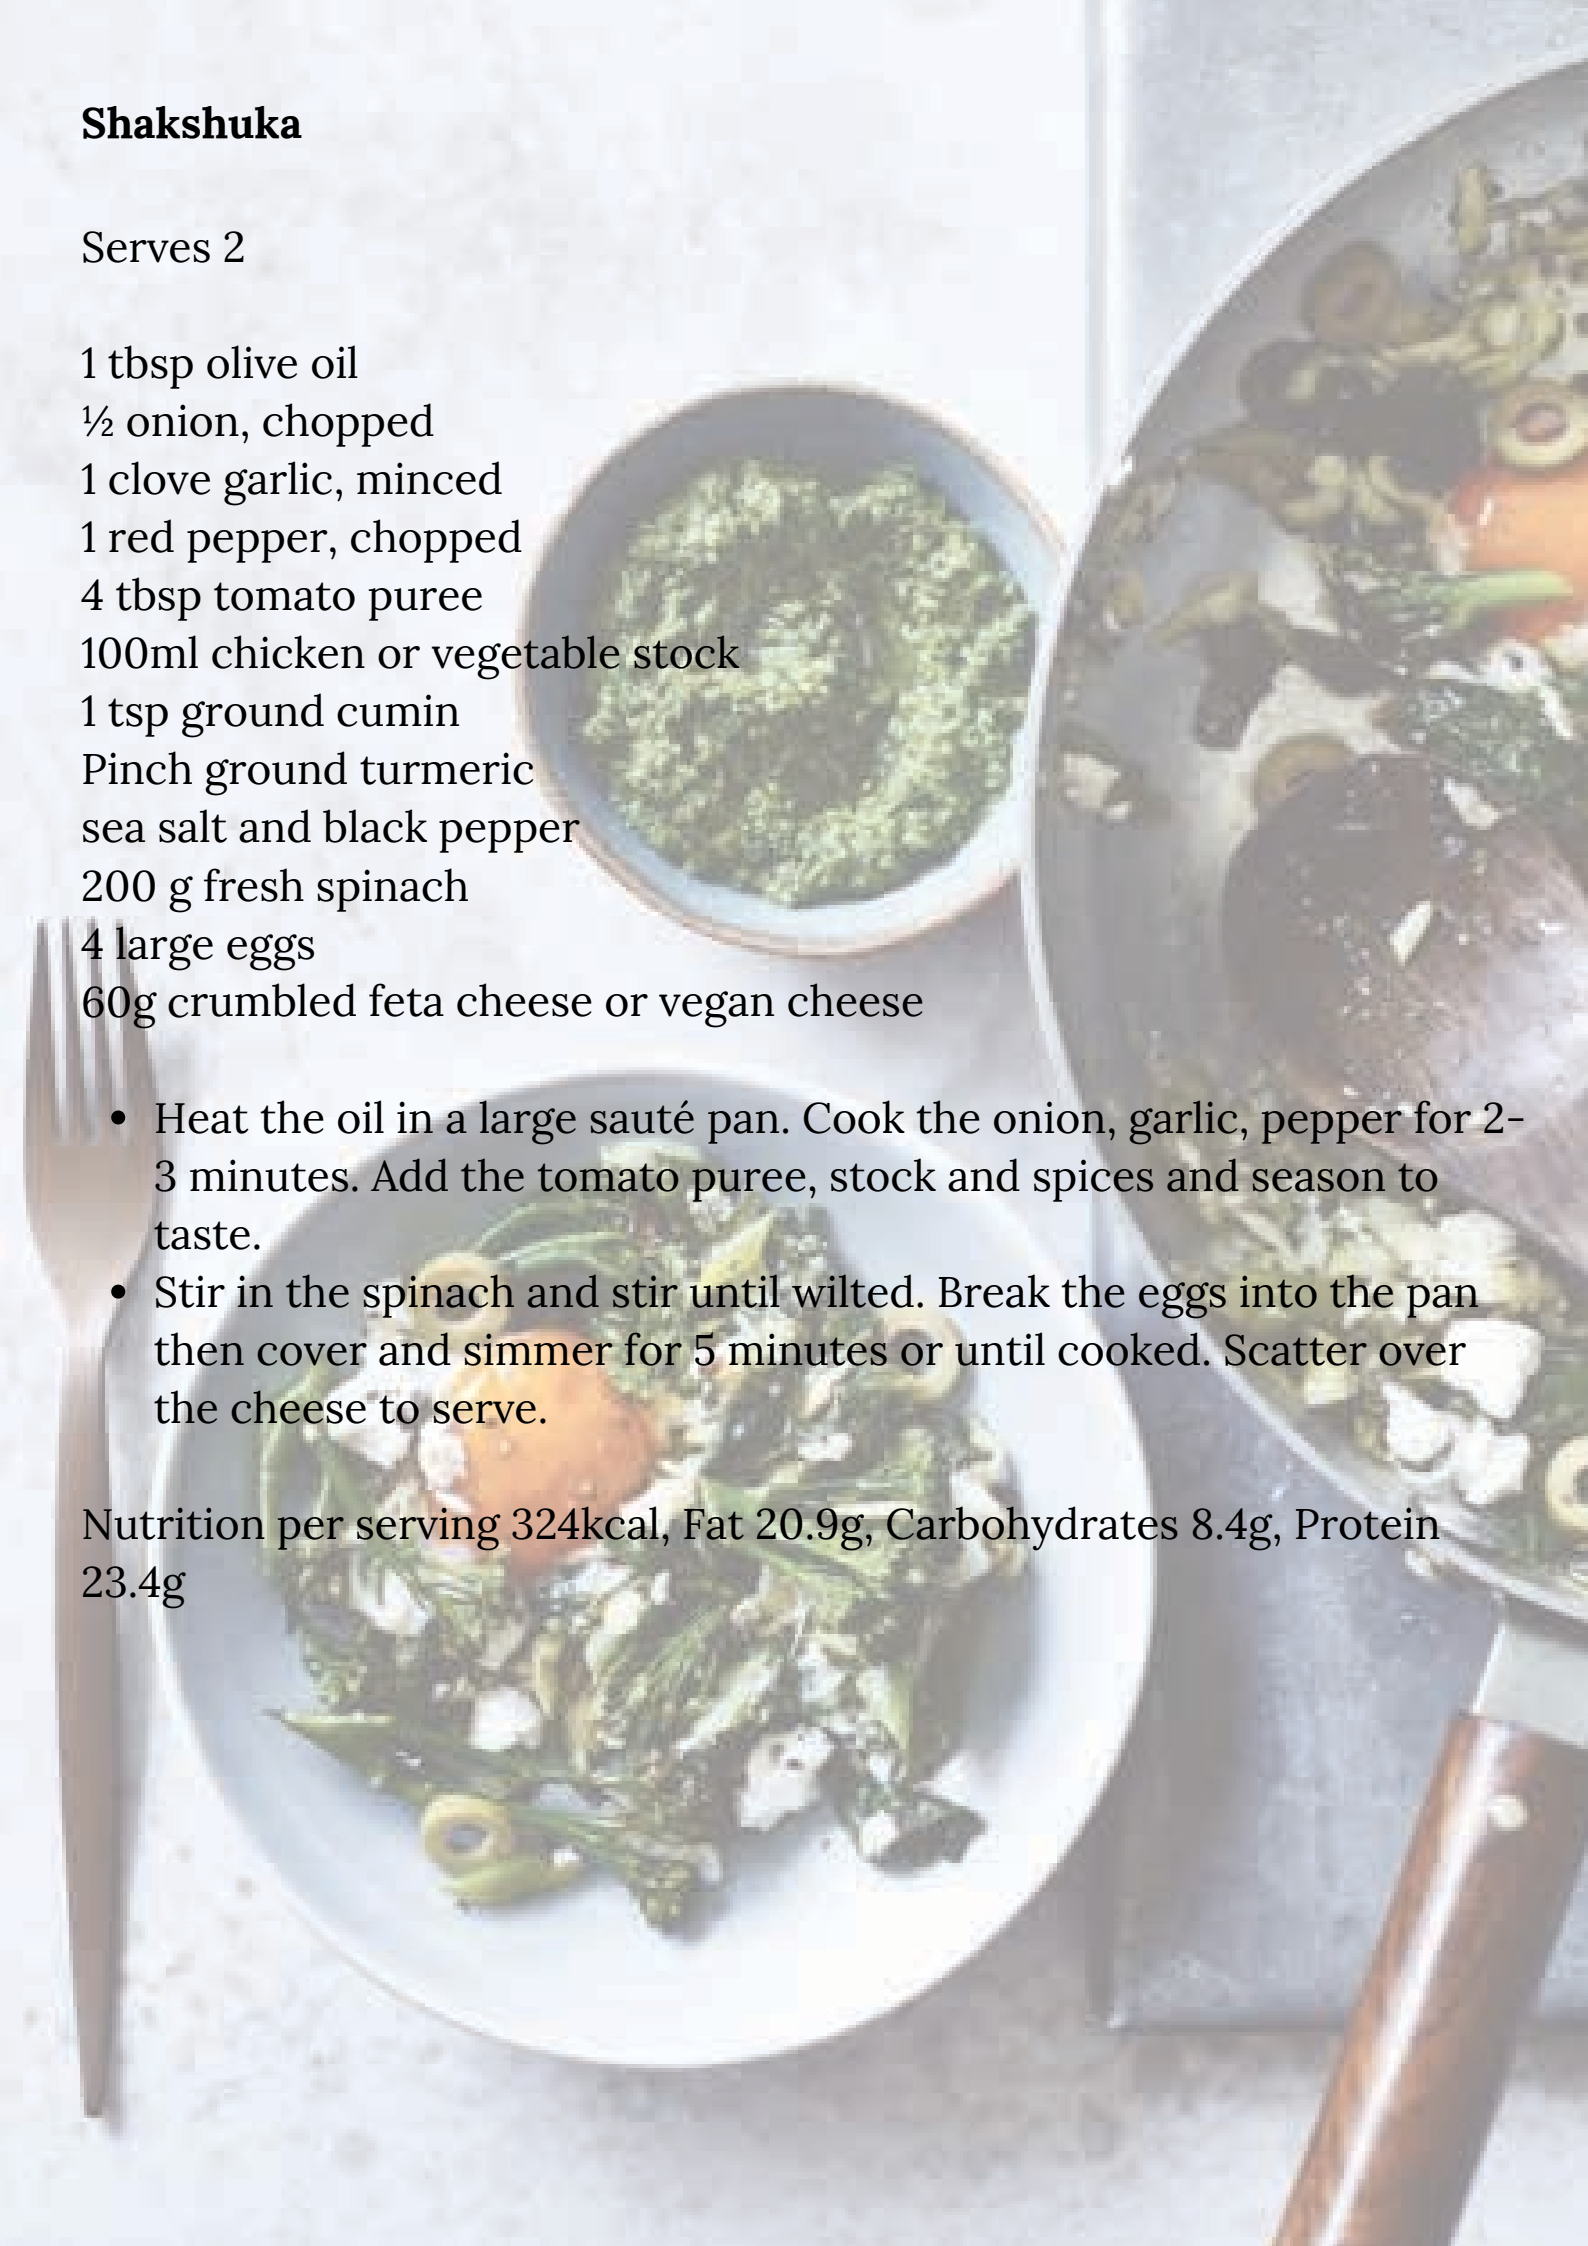 Shakshuka
Serves 2
1 tbsp olive oil
½ onion, chopped
1 clove garlic, minced
1 red pepper, chopped
4 tbsp tomato puree
100ml chicken or vegetable stock
1 tsp ground cumin
Pinch ground turmeric
sea salt and black pepper
200 g fresh spinach
4 large eggs
60g crumbled feta cheese or vegan cheese
• Heat the oil in a large sauté pan. Cook the onion, garlic, pepper for 2-
3 minutes. Add the tomato puree, stock and spices and season to
taste.
• Stir in the spinach and stir until wilted. Break the eggs into the pan
then cover and simmer for 5 minutes or until cooked. Scatter over
the cheese to serve.
Nutrition per serving 324kcal, Fat 20.9g, Carbohydrates 8.4g, Protein
23.4g